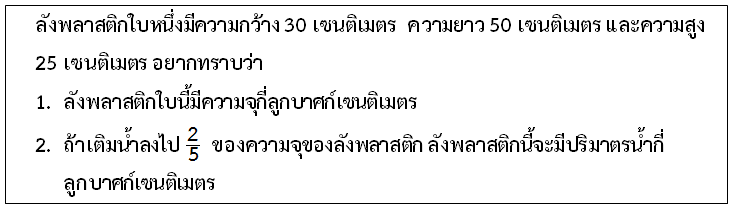 ลังพลาสติกใบหนึ่งมีความกว้าง 30 เซนติเมตร ความยาว 50 เซนติเมตร และความสูง
25 เซนติเมตร อยากทราบว่า
1. ลังพลาสติกใบนี้มีความจุกี่ลูกบาศก์เซนติเมตร
2. ถ้าเติมน้ำลงไป 2/5 ของความจุของลังพลาสติก ลังพลาสติกนี้จะมีปริมาตรน้ำกี่
ลูกบาศก์เซนติเมตร